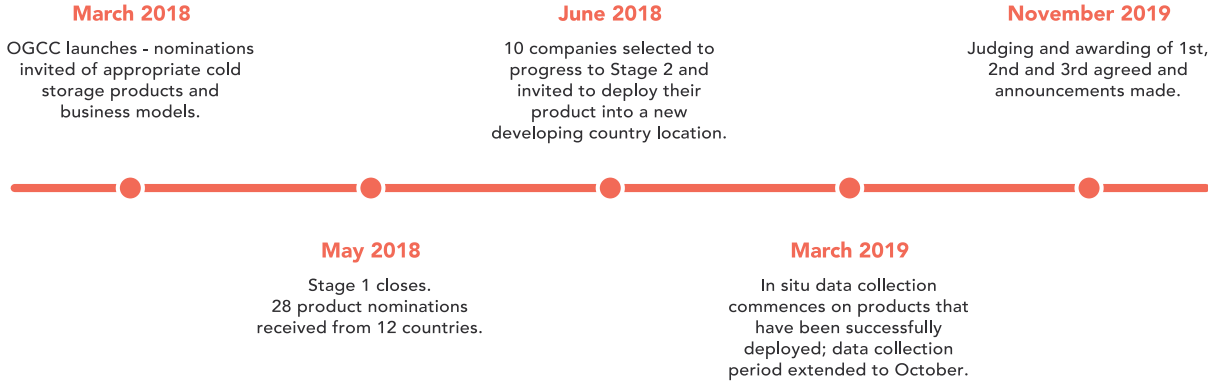 March 2018
OGCC launches - nominations
invited of appropriate cold
storage products and
business models.
May 2018
Stage 1 closes.
28 product nominations
received from 12 countries.
June 2018
10 companies selected to
progress to Stage 2 and
invited to deploy their
product into a new
developing country location.
March 2019
In situ data collection
commences on products that
have been successfully
deployed; data collection
period extended to October.
November 2019
Judging and awarding of 1st,
2nd and 3rd agreed and
announcements made.